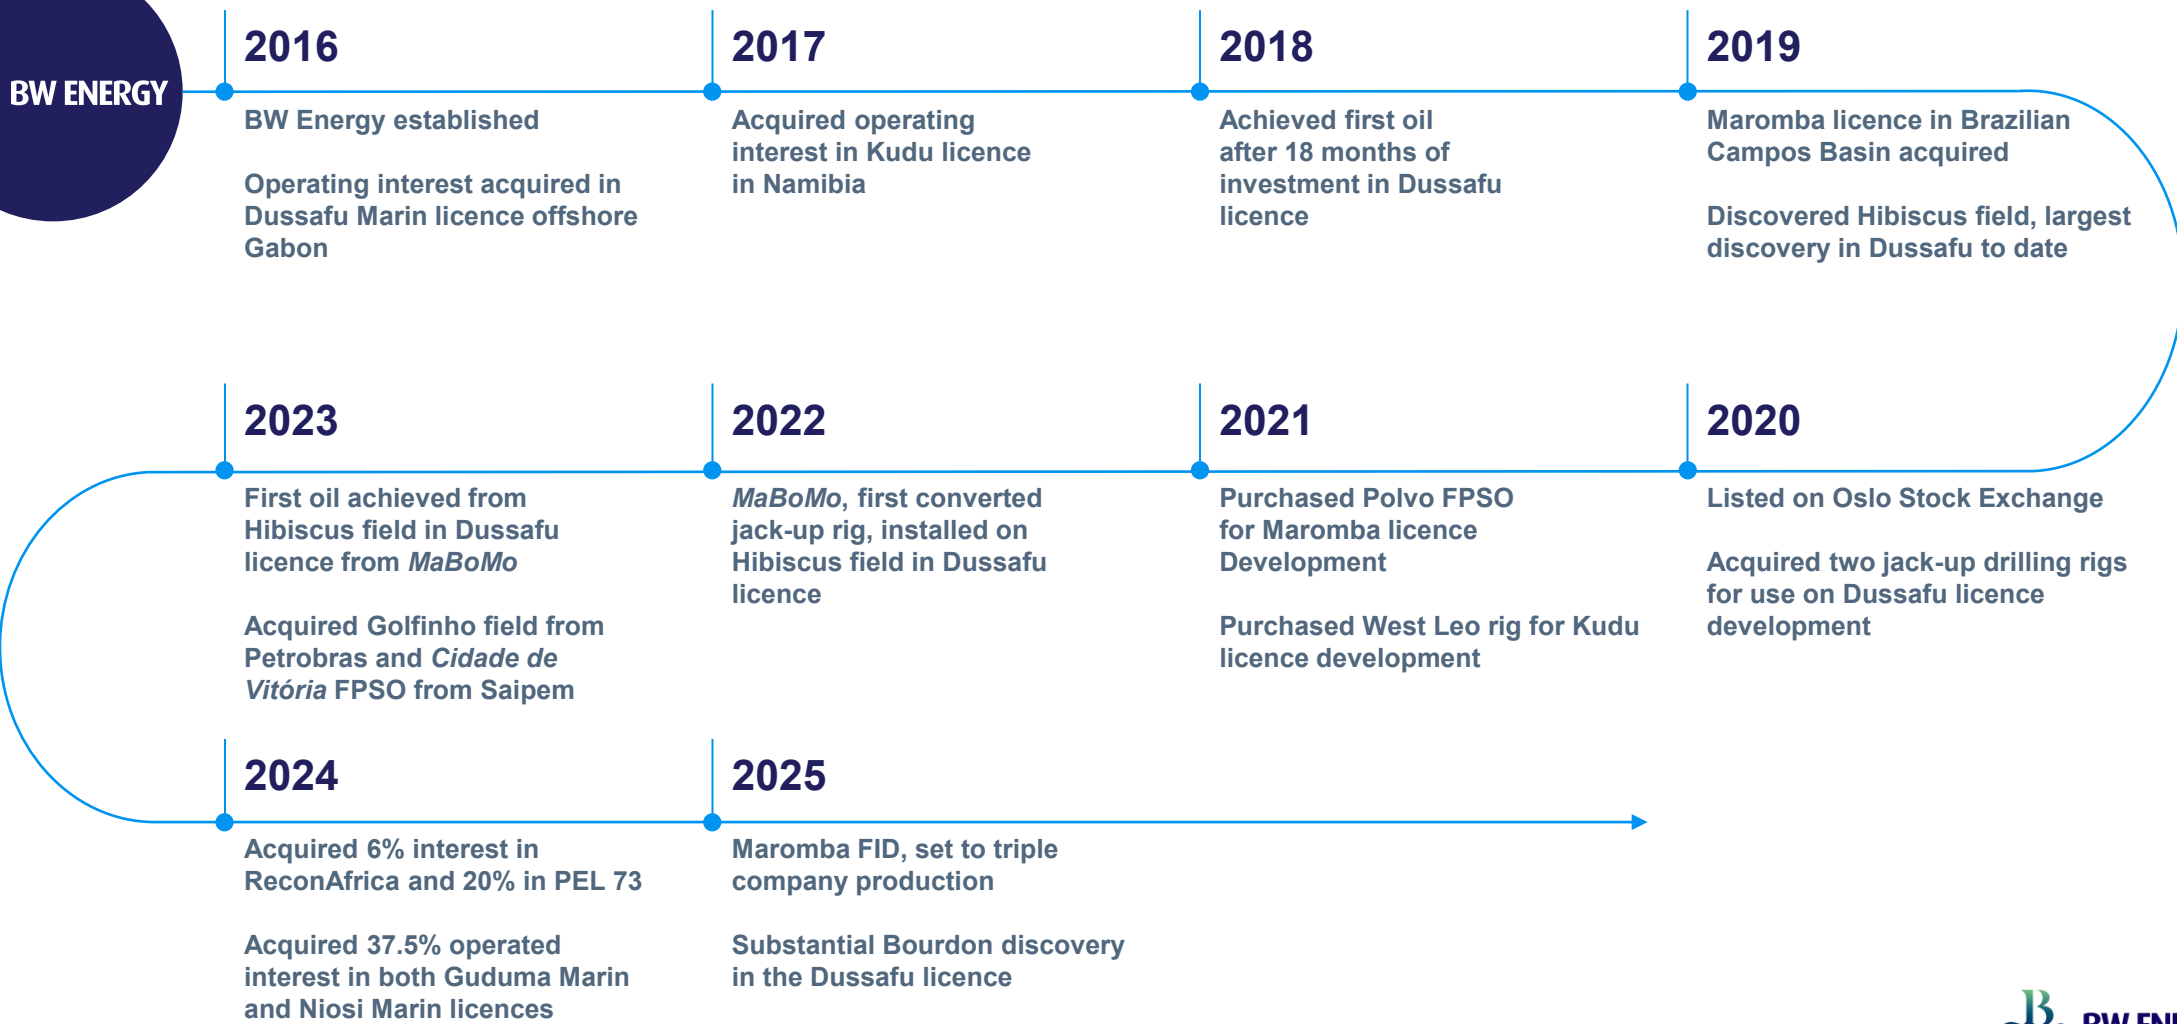 BW ENERGY
2016
BW Energy established
Operating interest acquired in
Dussafu Marin licence offshore
Gabon
2017
Acquired operating
interest in Kudu licence
in Namibia
2018
Achieved first oil
after 18 months of
investment in Dussafu
licence
2019
Maromba licence in Brazilian
Campos Basin acquired
Discovered Hibiscus field, largest
discovery in Dussafu to date
2020
Listed on Oslo Stock Exchange
Acquired two jack-up drilling rigs
for use on Dussafu licence
development
2021
Purchased Polvo FPSO
for Maromba licence
Development
Purchased West Leo rig for Kudu
licence development
2022
MaBoMo, first converted
jack-up rig, installed on
Hibiscus field in Dussafu
licence
2023
First oil achieved from
Hibiscus field in Dussafu
licence from MaBoMo
Acquired Golfinho field from
Petrobras and Cidade de
Vitória FPSO from Saipem
2024
Acquired 6% interest in
ReconAfrica and 20% in PEL 73
Acquired 37.5% operated
interest in both Guduma Marin
and Niosi Marin licences
2025
Maromba FID, set to triple
company production
Substantial Bourdon discovery
in the Dussafu licence
BW